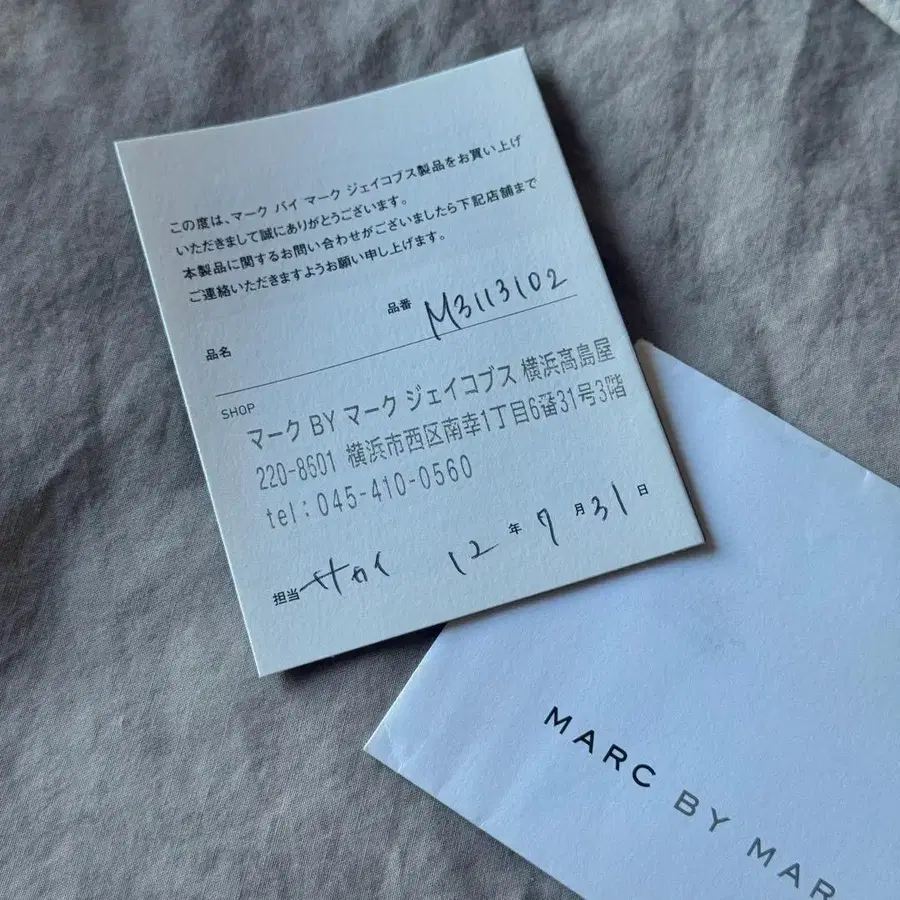 この度は、マーク バイ マーク ジェイコブス製品をお買い上げ
いただきまして誠にありがとうございます。
本製品に関するお問い合わせがございましたら下記店舗まで
ご連絡いただきますようお願い申し上げます。
品名 品番 M3113102
SHOP
マーク BY マーク ジェイコブス 横浜高島屋
220-8601 横浜市西区南幸1丁目6番31号3階
tel:045-410-0560
担当 サカイ 12年7月31日
MARC BY MAR